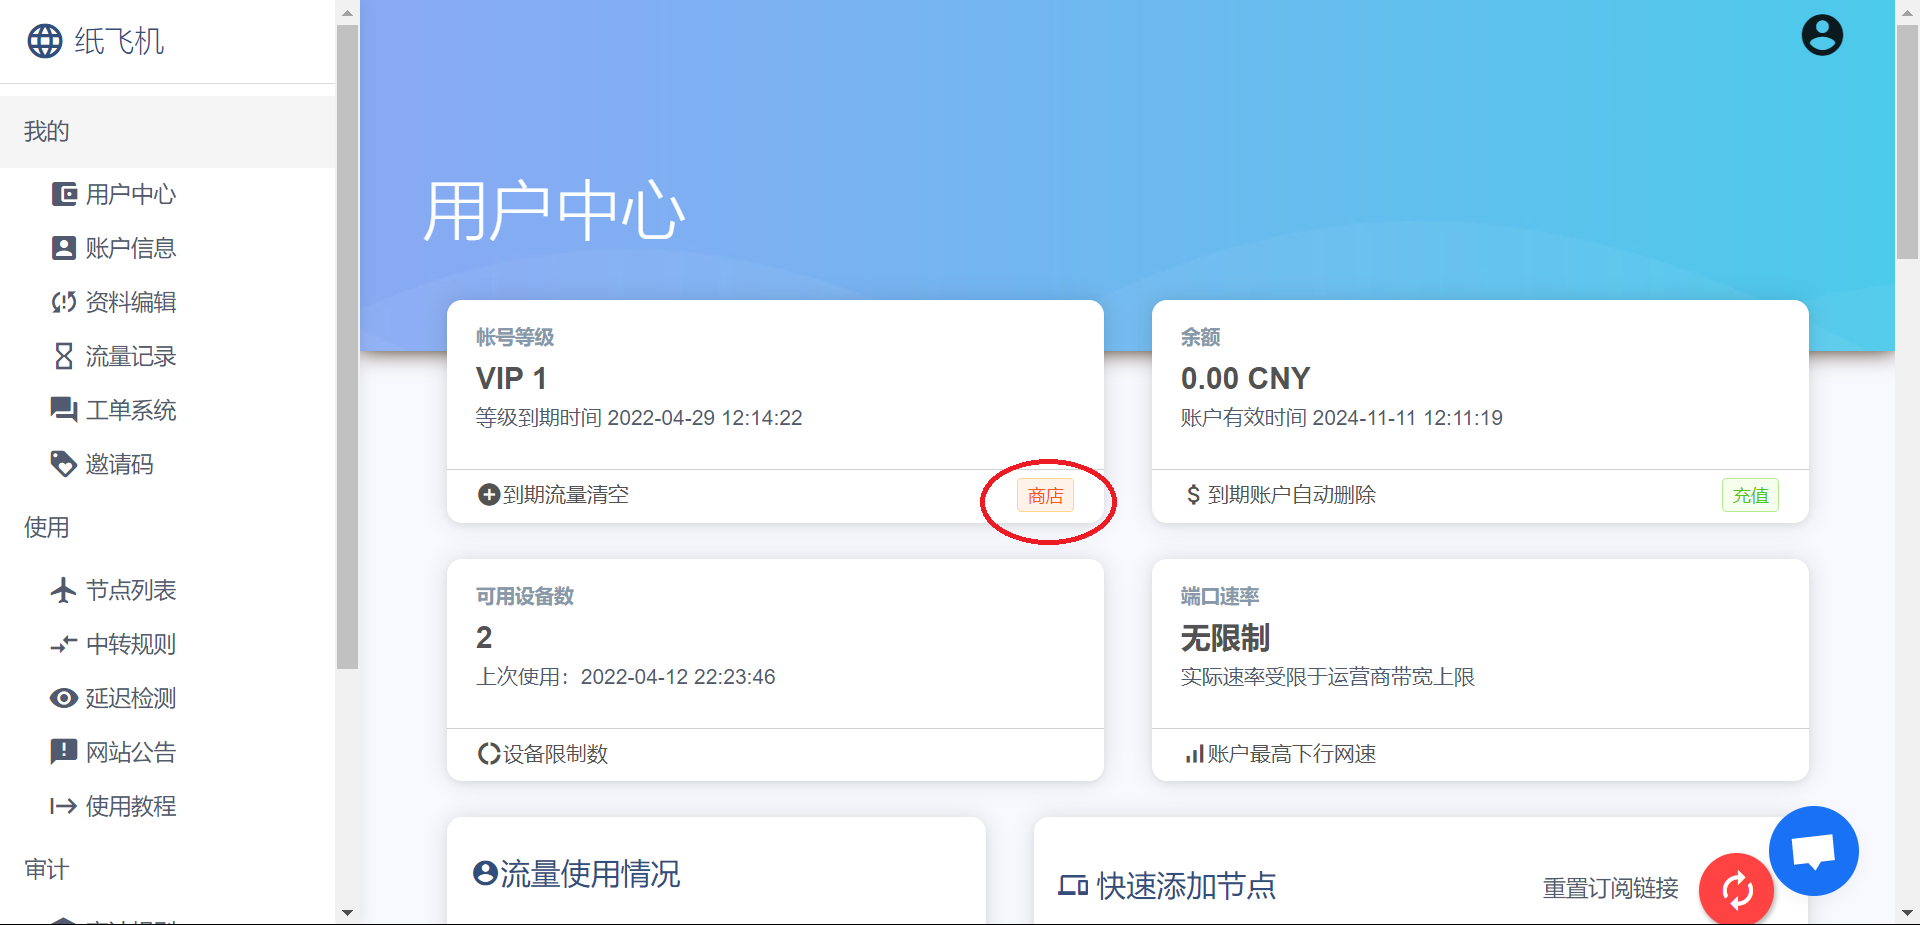 纸飞机
我的
用户中心
账户信息
资料编辑
流量记录
工单系统
邀请码
使用
节点列表
中转规则
延迟检测
网站公告
使用教程
审计
用户中心
帐号等级
VIP 1
等级到期时间 2022-04-29 12:14:22
到期流量清空
商店
余额
0.00 CNY
账户有效时间 2024-11-11 12:11:19
到期账户自动删除
充值
可用设备数
2
上次使用：2022-04-12 22:23:46
设备限制数
端口速率
无限制
实际速率受限于运营商带宽上限
账户最高下行网速
流量使用情况
快速添加节点
重置订阅链接